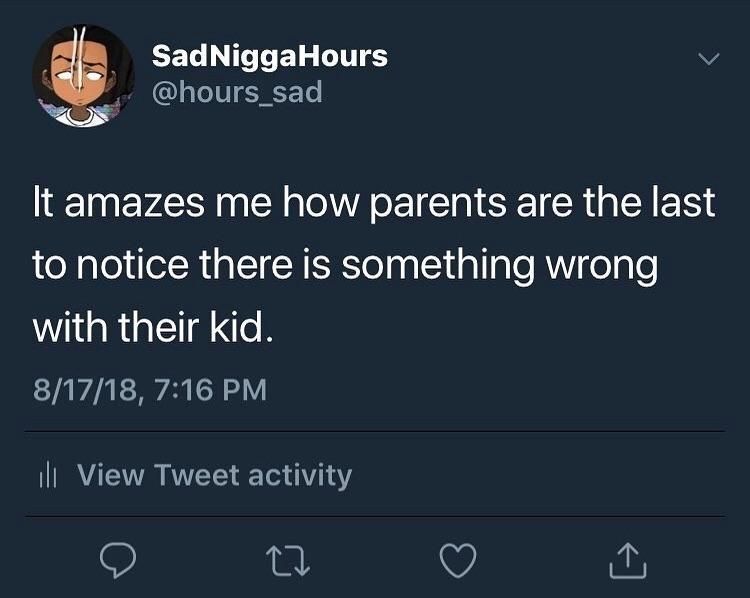 SadNiggaHours
@hours_sad
It amazes me how parents are the last
to notice there is something wrong
with their kid.
8/17/18, 7:16 PM
View Tweet activity